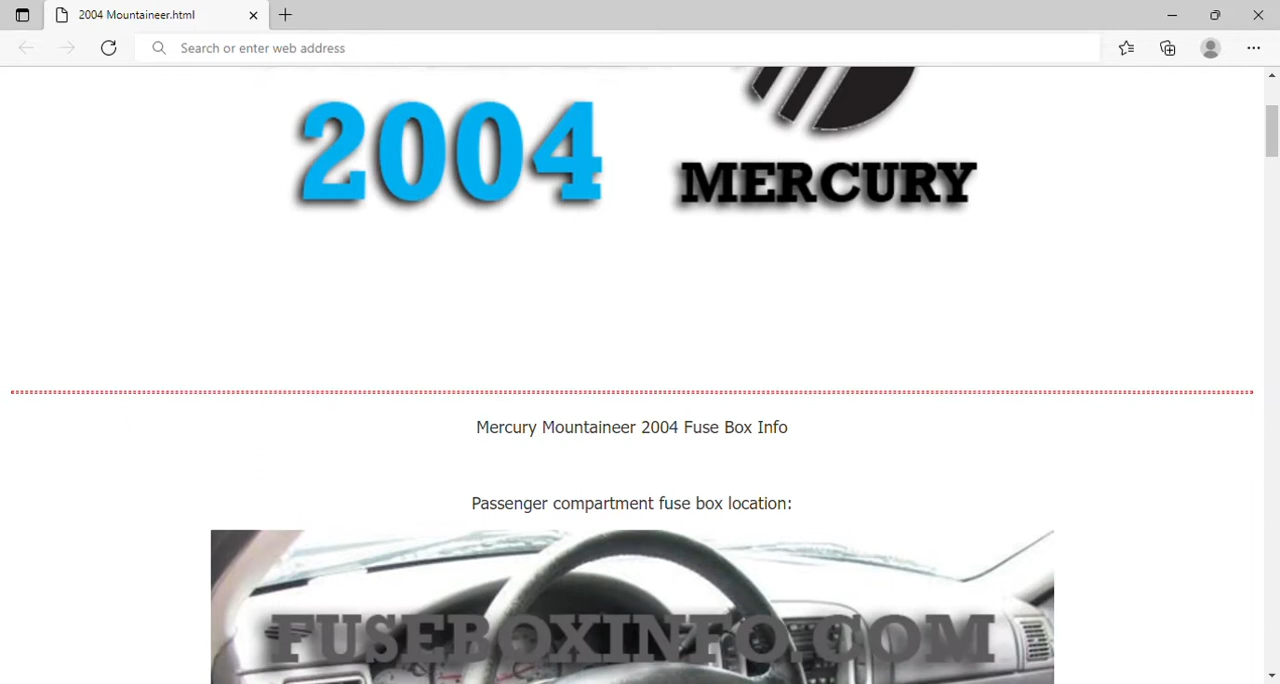 2004 Mountaineer.html
Search or enter web address
2004
MERCURY
Mercury Mountaineer 2004 Fuse Box Info
Passenger compartment fuse box location:
FUSEBOXINFO.COM